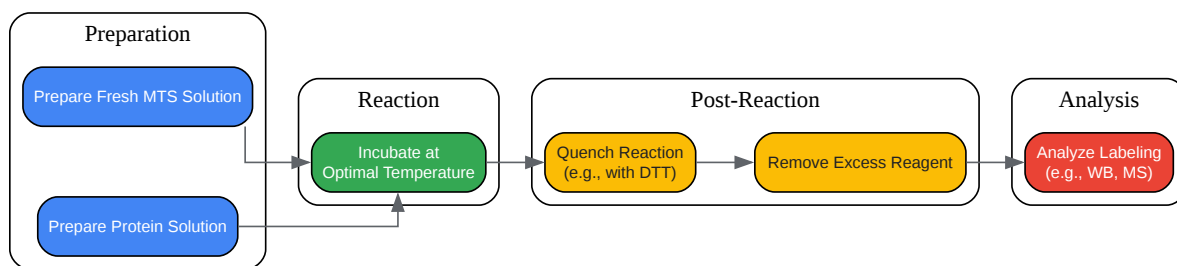 Preparation
Prepare Fresh MTS Solution
Prepare Protein Solution
Reaction
Incubate at
Optimal Temperature
Post-Reaction
Quench Reaction
(e.g., with DTT)
Remove Excess Reagent
Analysis
Analyze Labeling
(e.g., WB, MS)